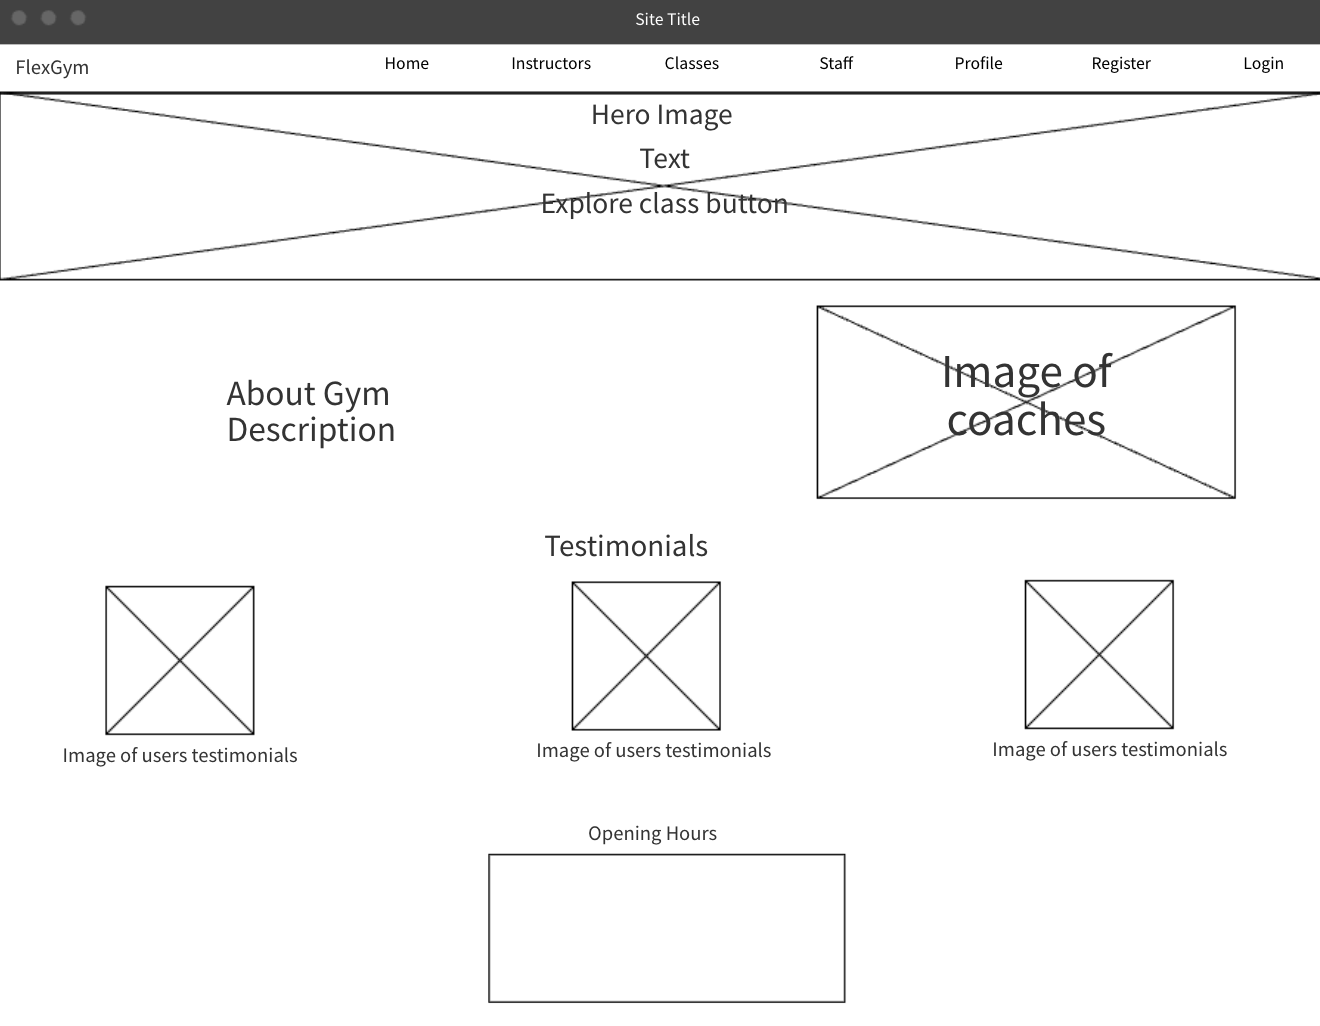 Site Title
FlexGym
Home
Instructors
Classes
Staff
Profile
Register
Login
Hero Image
Text
Explore class button
About Gym
Description
Image of
coaches
Testimonials
Image of users testimonials
Image of users testimonials
Image of users testimonials
Opening Hours